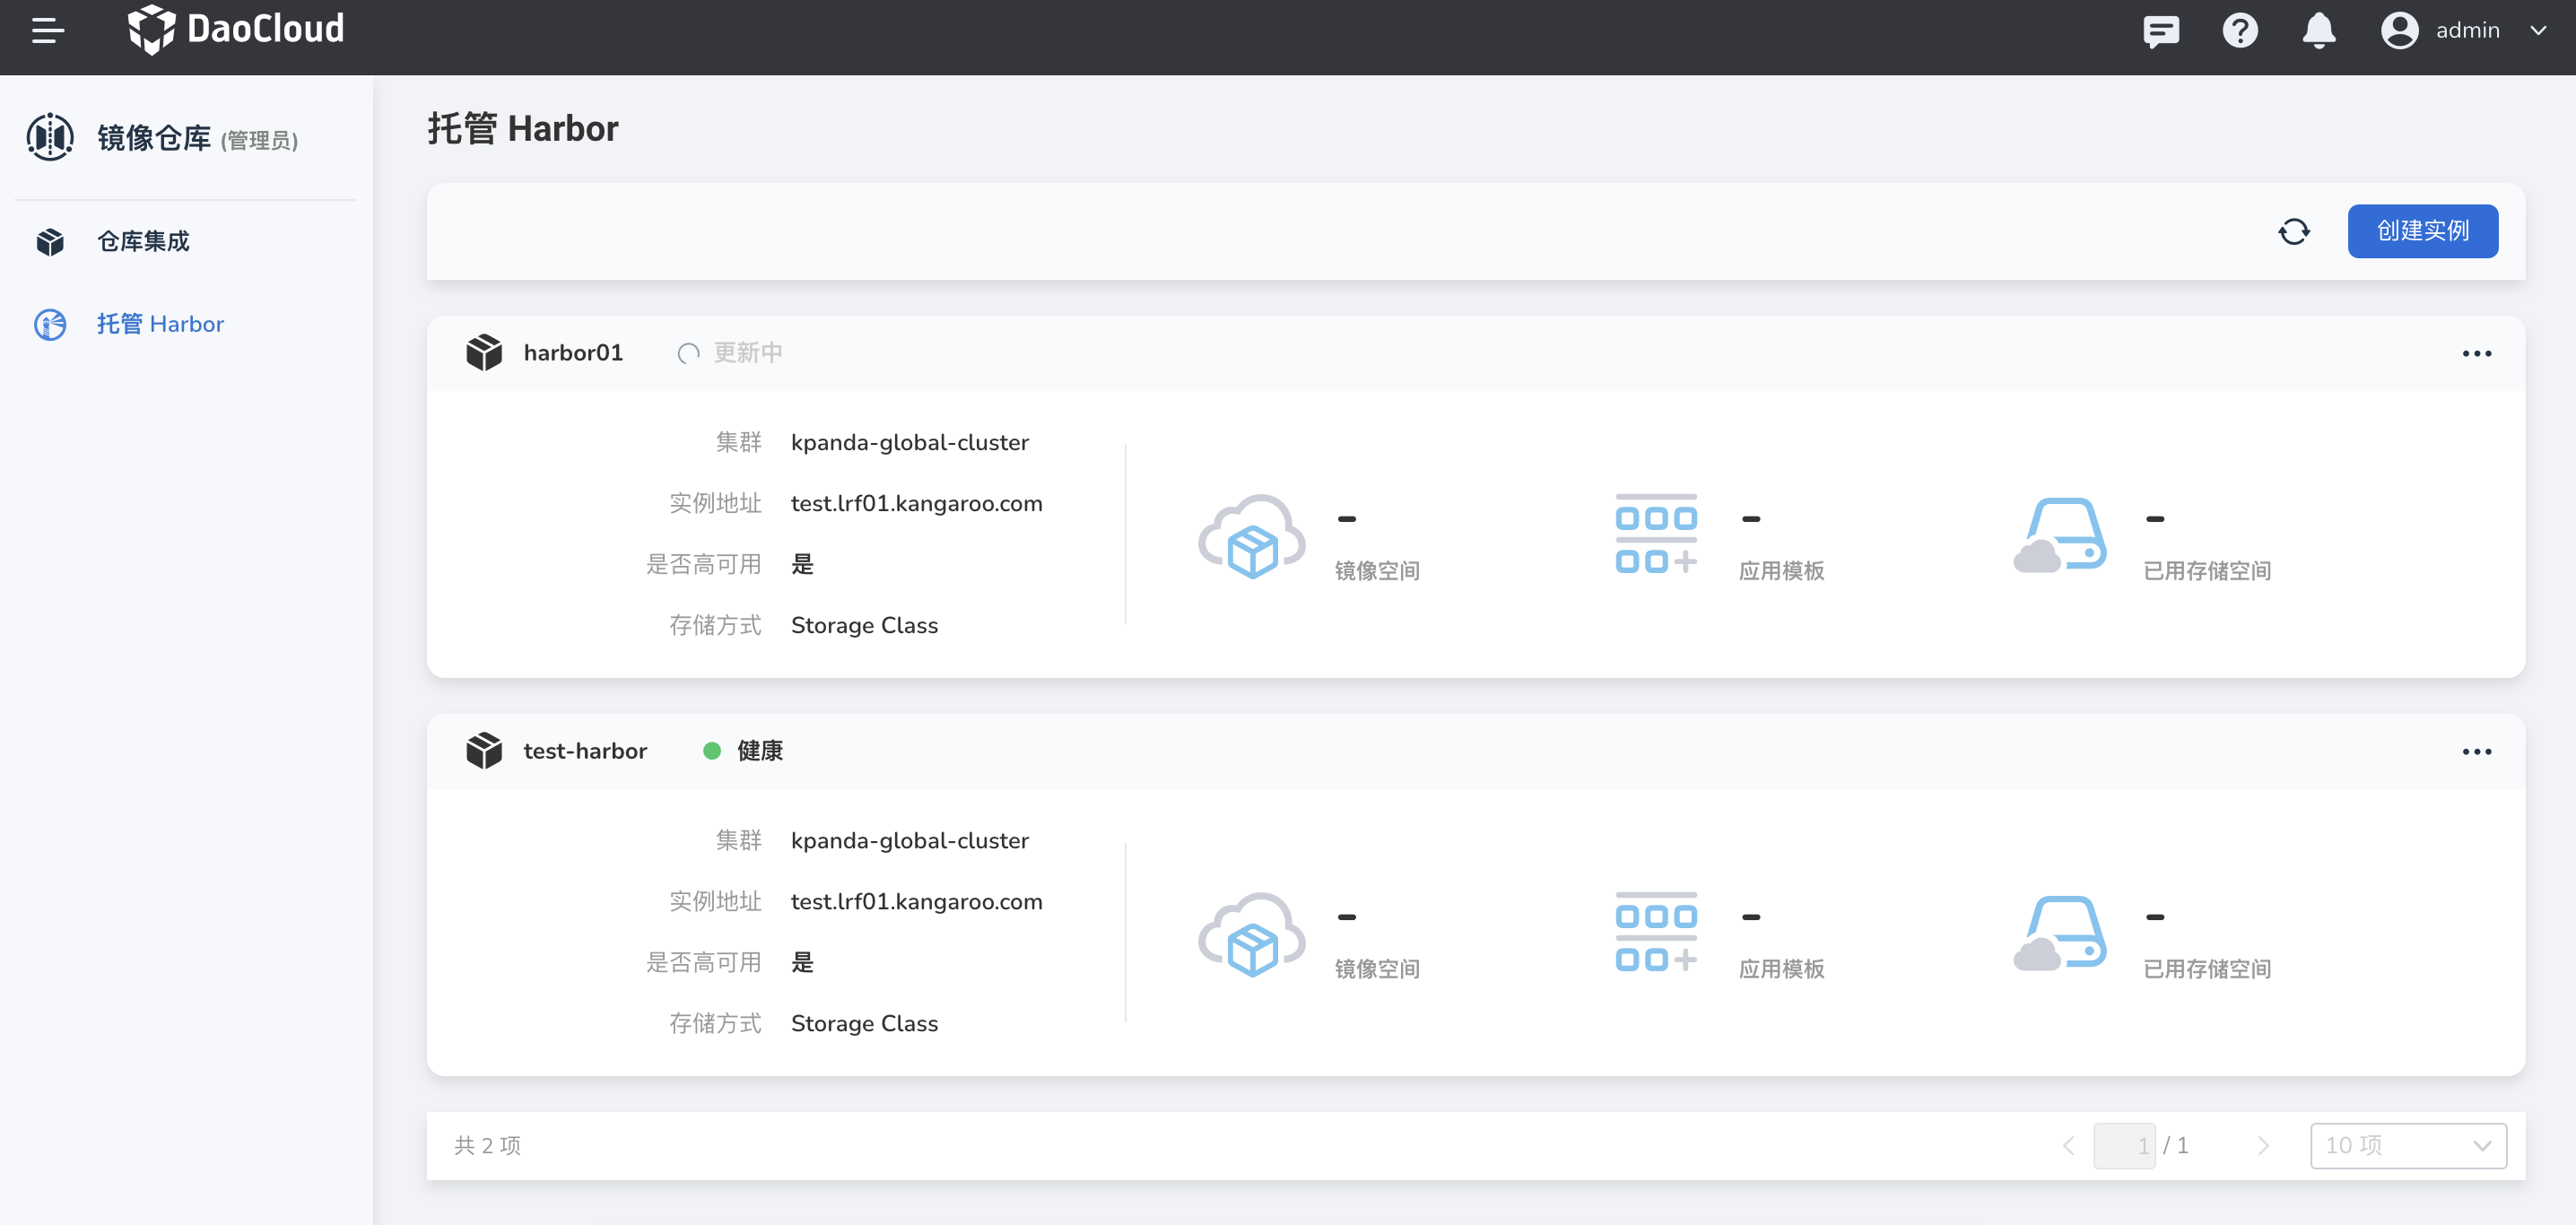 DaoCloud
admin
镜像仓库 (管理员)
仓库集成
托管 Harbor
托管 Harbor
创建实例
harbor01 更新中
集群 kpanda-global-cluster
实例地址 test.lrf01.kangaroo.com
是否高可用 是
存储方式 Storage Class
-
镜像空间
-
应用模板
-
已用存储空间
test-harbor 健康
集群 kpanda-global-cluster
实例地址 test.lrf01.kangaroo.com
是否高可用 是
存储方式 Storage Class
-
镜像空间
-
应用模板
-
已用存储空间
共 2 项
1 / 1
10 项